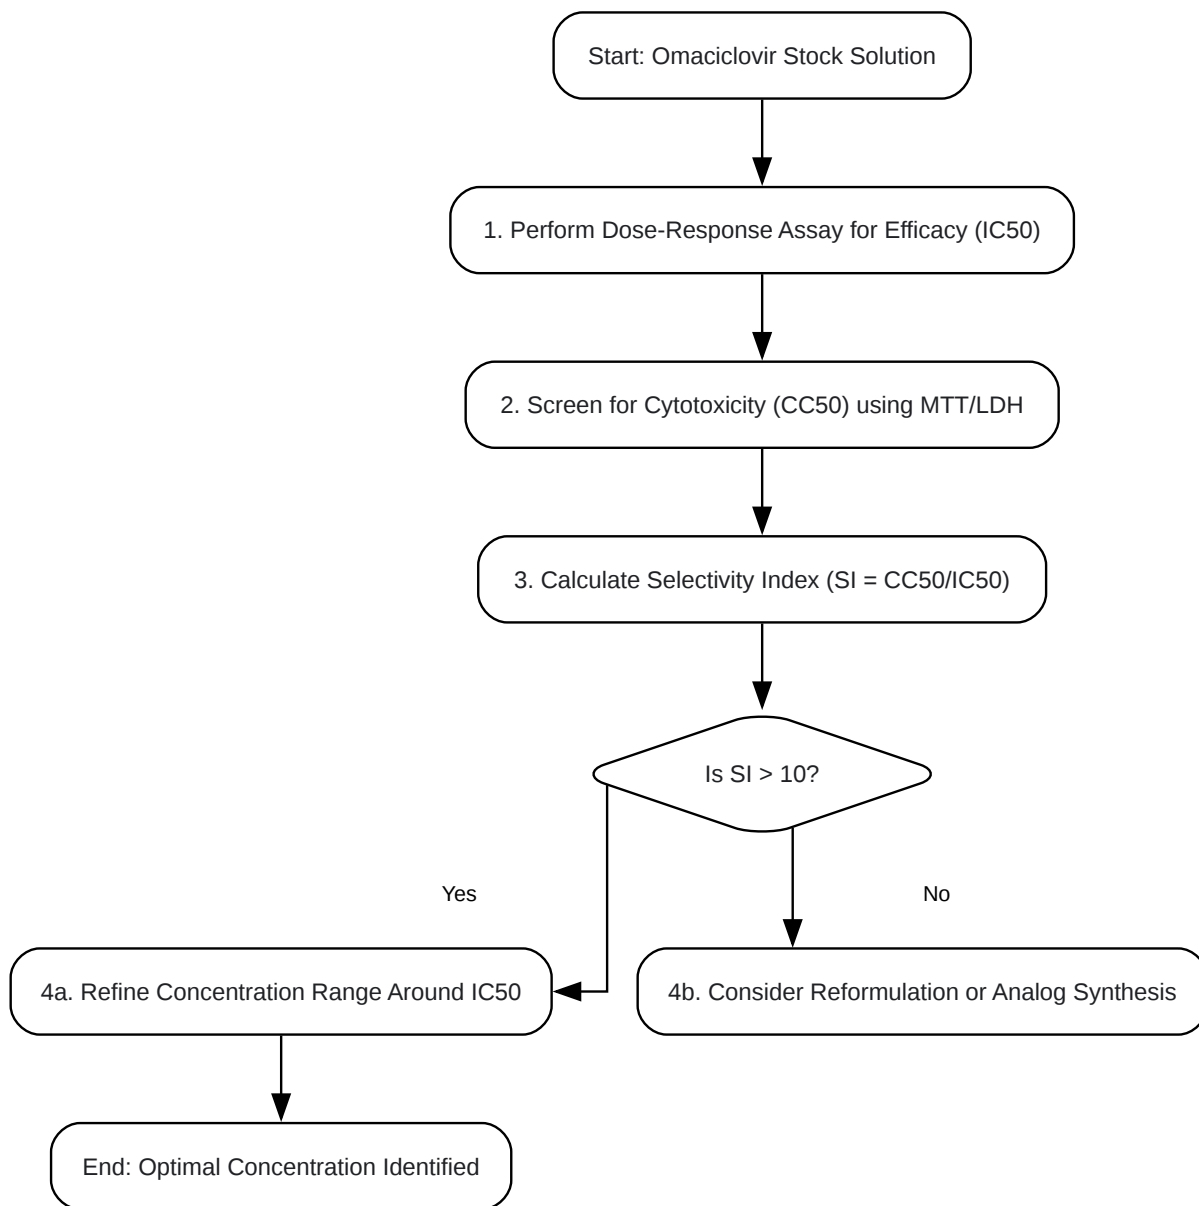 Start: Omaciclovir Stock Solution
1. Perform Dose-Response Assay for Efficacy (IC50)
2. Screen for Cytotoxicity (CC50) using MTT/LDH
3. Calculate Selectivity Index (SI = CC50/IC50)
Is SI > 10?
Yes
No
4a. Refine Concentration Range Around IC50
4b. Consider Reformulation or Analog Synthesis
End: Optimal Concentration Identified